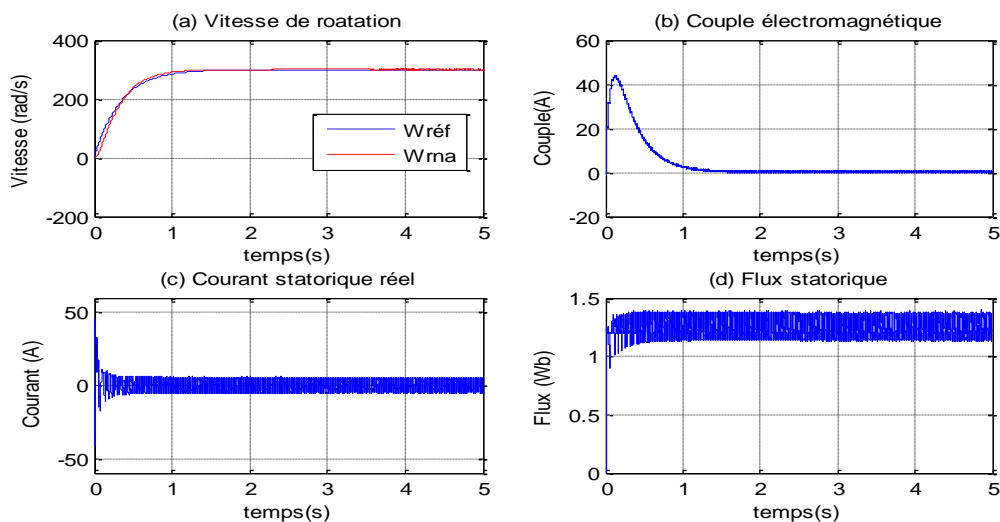 (a) Vitesse de roatation
400
200
0
-200
Vitesse (rad/s)
Wréf
Wrna
0 1 2 3 4 5
temps(s)
(b) Couple électromagnétique
60
40
20
0
-20
Couple(A)
0 1 2 3 4 5
temps(s)
(c) Courant statorique réel
50
0
-50
Courant (A)
0 1 2 3 4 5
temps(s)
(d) Flux statorique
1.5
1
0.5
0
Flux (Wb)
0 1 2 3 4 5
temps(s)